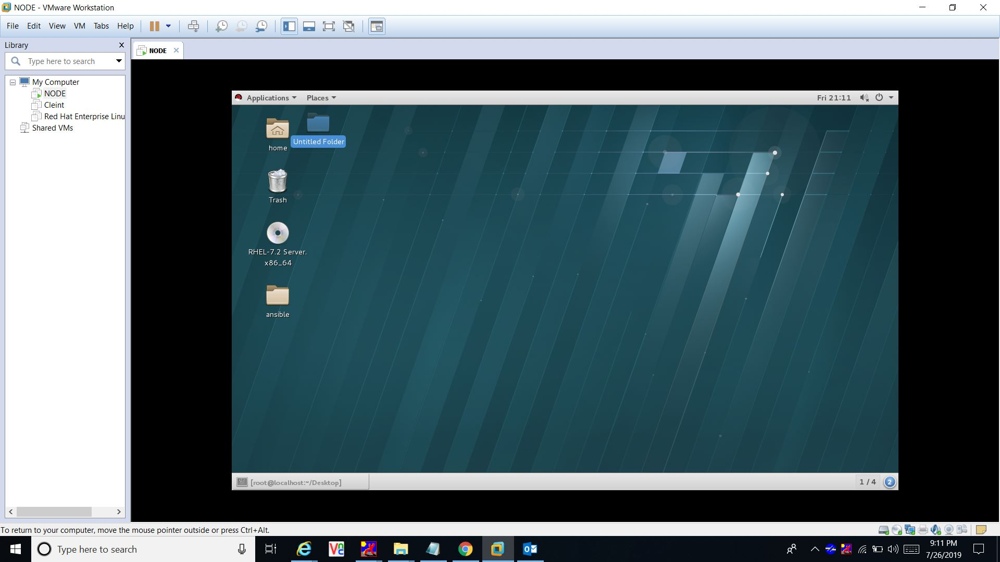 NODE - VMware Workstation
File Edit View VM Tabs Help
Library
Type here to search
My Computer
NODE
Cleint
Red Hat Enterprise Linu
Shared VMs
NODE
Applications Places
Fri 21:11
home
Untitled Folder
Trash
RHEL-7.2 Server.
x86_64
ansible
[root@localhost:~/Desktop]
1 / 4
2
To return to your computer, move the mouse pointer outside or press Ctrl+Alt.
Type here to search
9:11 PM
7/26/2019